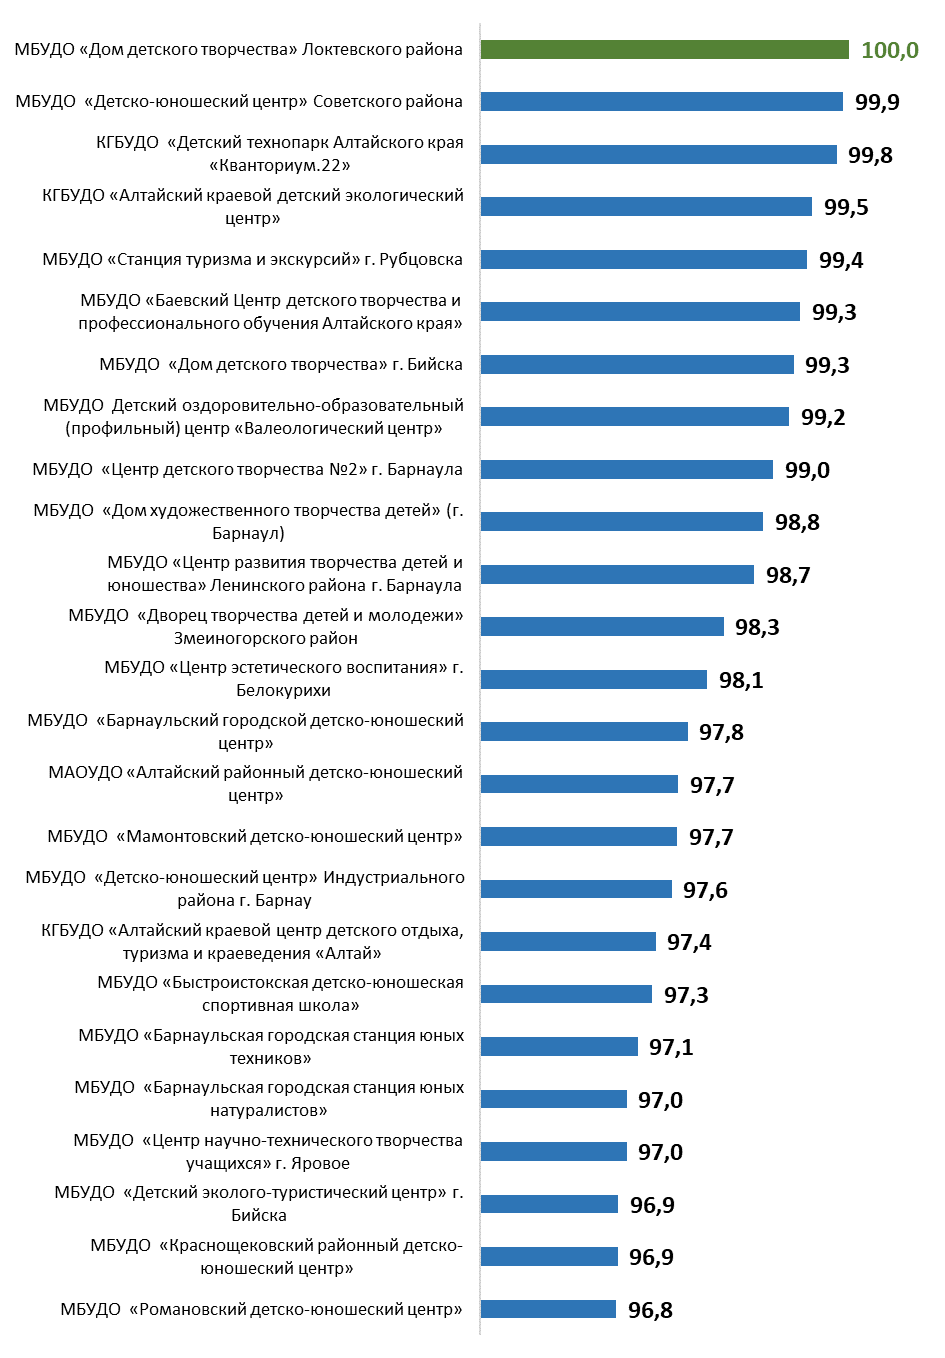 МБУДО «Дом детского творчества» Локтевского района
100,0
МБУДО «Детско-юношеский центр» Советского района
99,9
КГБУДО «Детский технопарк Алтайского края
«Кванториум.22»
99,8
КГБУДО «Алтайский краевой детский экологический
центр»
99,5
МБУДО «Станция туризма и экскурсий» г. Рубцовска
99,4
МБУДО «Баевский Центр детского творчества и
профессионального обучения Алтайского края»
99,3
МБУДО «Дом детского творчества» г. Бийска
99,3
МБУДО Детский оздоровительно-образовательный
(профильный) центр «Валеологический центр»
99,2
МБУДО «Центр детского творчества №2» г. Барнаула
99,0
МБУДО «Дом художественного творчества детей» (г.
Барнаул)
98,8
МБУДО «Центр развития творчества детей и
юношества» Ленинского района г. Барнаула
98,7
МБУДО «Дворец творчества детей и молодежи»
Змеиногорского район
98,3
МБУДО «Центр эстетического воспитания» г.
Белокурихи
98,1
МБУДО «Барнаульский городской детско-юношеский
центр»
97,8
МАОУДО «Алтайский районный детско-юношеский
центр»
97,7
МБУДО «Мамонтовский детско-юношеский центр»
97,7
МБУДО «Детско-юношеский центр» Индустриального
района г. Барнау
97,6
КГБУДО «Алтайский краевой центр детского отдыха,
туризма и краеведения «Алтай»
97,4
МБУДО «Быстроистокская детско-юношеская
спортивная школа»
97,3
МБУДО «Барнаульская городская станция юных
техников»
97,1
МБУДО «Барнаульская городская станция юных
натуралистов»
97,0
МБУДО «Центр научно-технического творчества
учащихся» г. Яровое
97,0
МБУДО «Детский эколого-туристический центр» г.
Бийска
96,9
МБУДО «Краснощековский районный детско-
юношеский центр»
96,9
МБУДО «Романовский детско-юношеский центр»
96,8